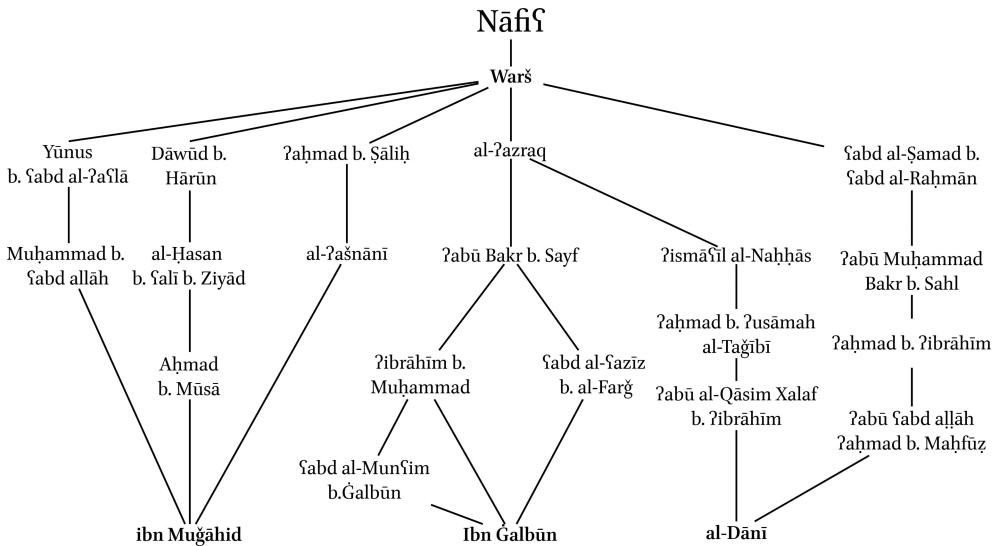 Nāfiʕ
Warš
Yūnus
b. ʕabd al-ʔaʕlā
Dāwūd b.
Hārūn
ʔaḥmad b. Ṣāliḥ
al-ʔazraq
ʕabd al-Ṣamad b.
ʕabd al-Raḥmān
Muḥammad b.
ʕabd allāh
al-Ḥasan
b. ʕalī b. Ziyād
al-ʔašnānī
ʔabū Bakr b. Sayf
ʔismāʕīl al-Naḥḥās
ʔabū Muḥammad
Bakr b. Sahl
ʔaḥmad b. ʔusāmah
al-Taǧībī
ʔaḥmad b. ʔibrāhīm
Aḥmad
b. Mūsā
ʔibrāhīm b.
Muḥammad
ʕabd al-ʕazīz
b. al-Farǧ
ʔabū al-Qāsim Xalaf
b. ʔibrāhīm
ʔabū ʕabd aḷḷāh
ʔaḥmad b. Maḥfūẓ
ʕabd al-Munʕim
b.Ġalbūn
ibn Muǧāhid
Ibn Ġalbūn
al-Dānī